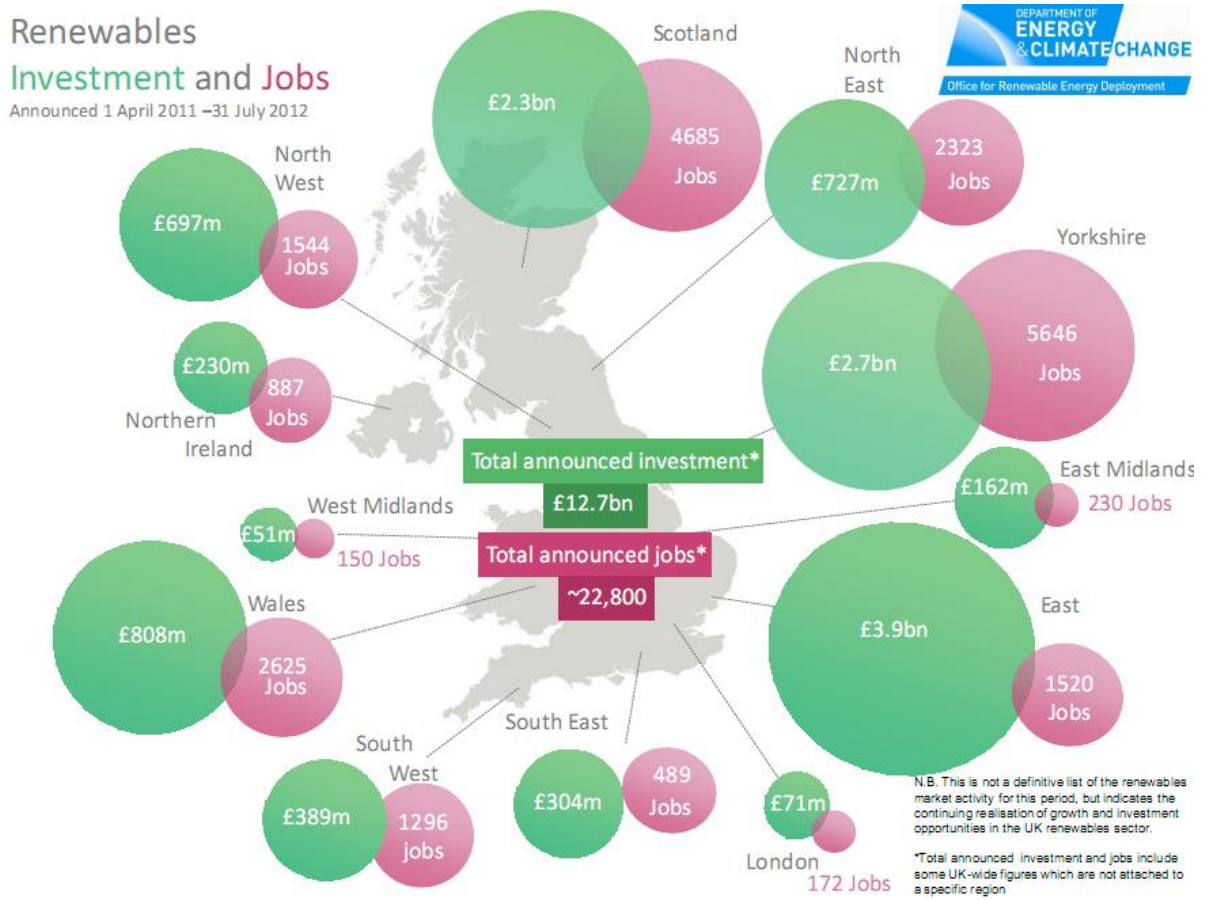 Renewables
Investment and Jobs
Announced 1 April 2011 –31 July 2012
DEPARTMENT OF
ENERGY
& CLIMATE CHANGE
Office for Renewable Energy Deployment
Scotland
£2.3bn
4685
Jobs
North
East
£727m
2323
Jobs
North
West
£697m
1544
Jobs
Yorkshire
£2.7bn
5646
Jobs
£230m
887
Jobs
Northern
Ireland
Total announced investment*
£12.7bn
East Midlands
£162m
230 Jobs
West Midlands
£51m
150 Jobs
Total announced jobs*
~22,800
Wales
£808m
2625
Jobs
East
£3.9bn
1520
Jobs
South
West
£389m
1296
jobs
South East
£304m
489
Jobs
£71m
London
172 Jobs
N.B. This is not a definitive list of the renewables
market activity for this period, but indicates the
continuing realisation of growth and investment
opportunities in the UK renewables sector.
*Total announced investment and jobs include
some UK-wide figures which are not attached to
a specific region